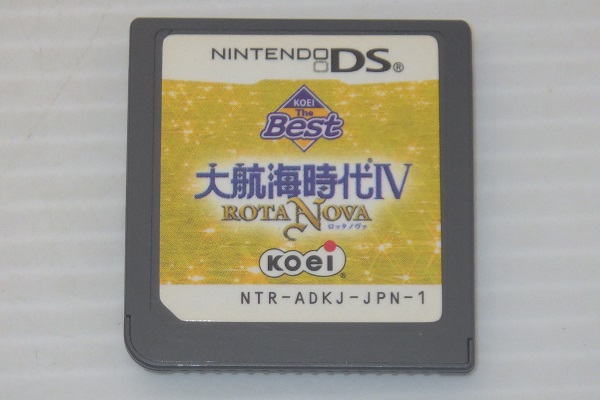 NINTENDO DS®
KOEI
The
Best
大航海時代IV
ROTA NOVA
ロッタノヴァ
KOEI®
NTR-ADKJ-JPN-1